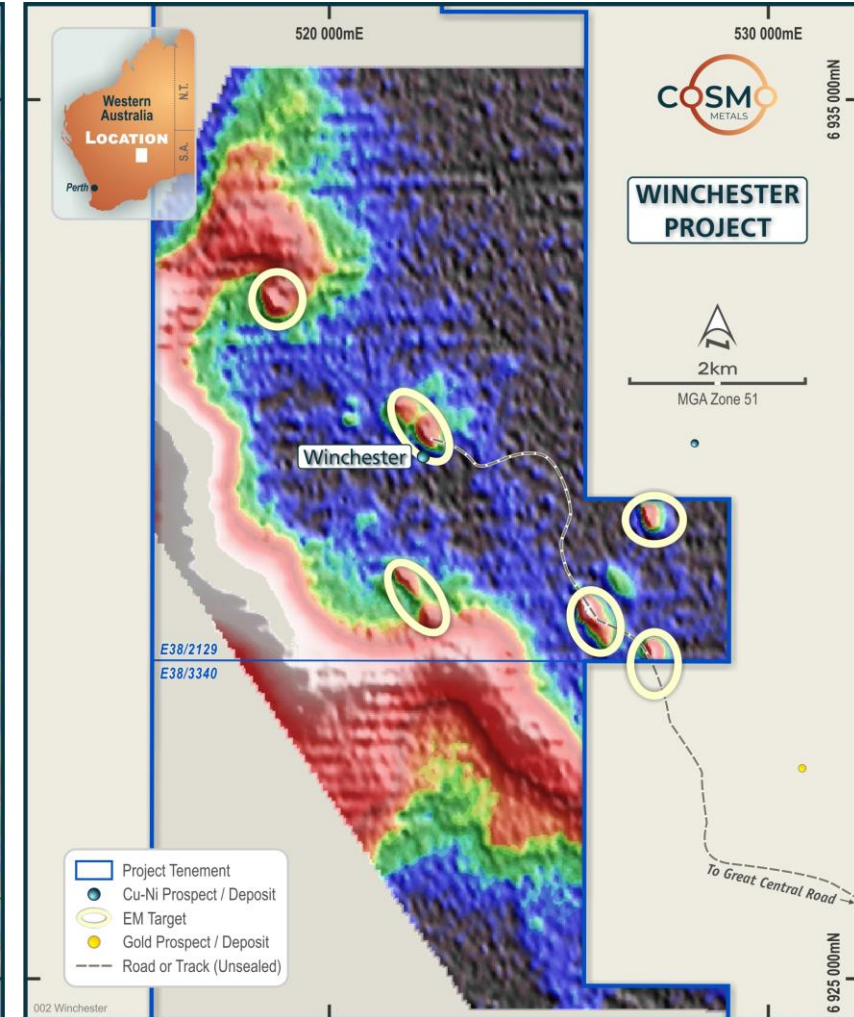 520 000mE
530 000mE
6 935 000mN
Western
Australia
N.T.
LOCATION
S.A.
Perth
COSMO
METALS
WINCHESTER
PROJECT
N
2km
MGA Zone 51
Winchester
E38/2129
E38/3340
To Great Central Road
Project Tenement
Cu-Ni Prospect / Deposit
EM Target
Gold Prospect / Deposit
Road or Track (Unsealed)
6 925 000mN
002 Winchester